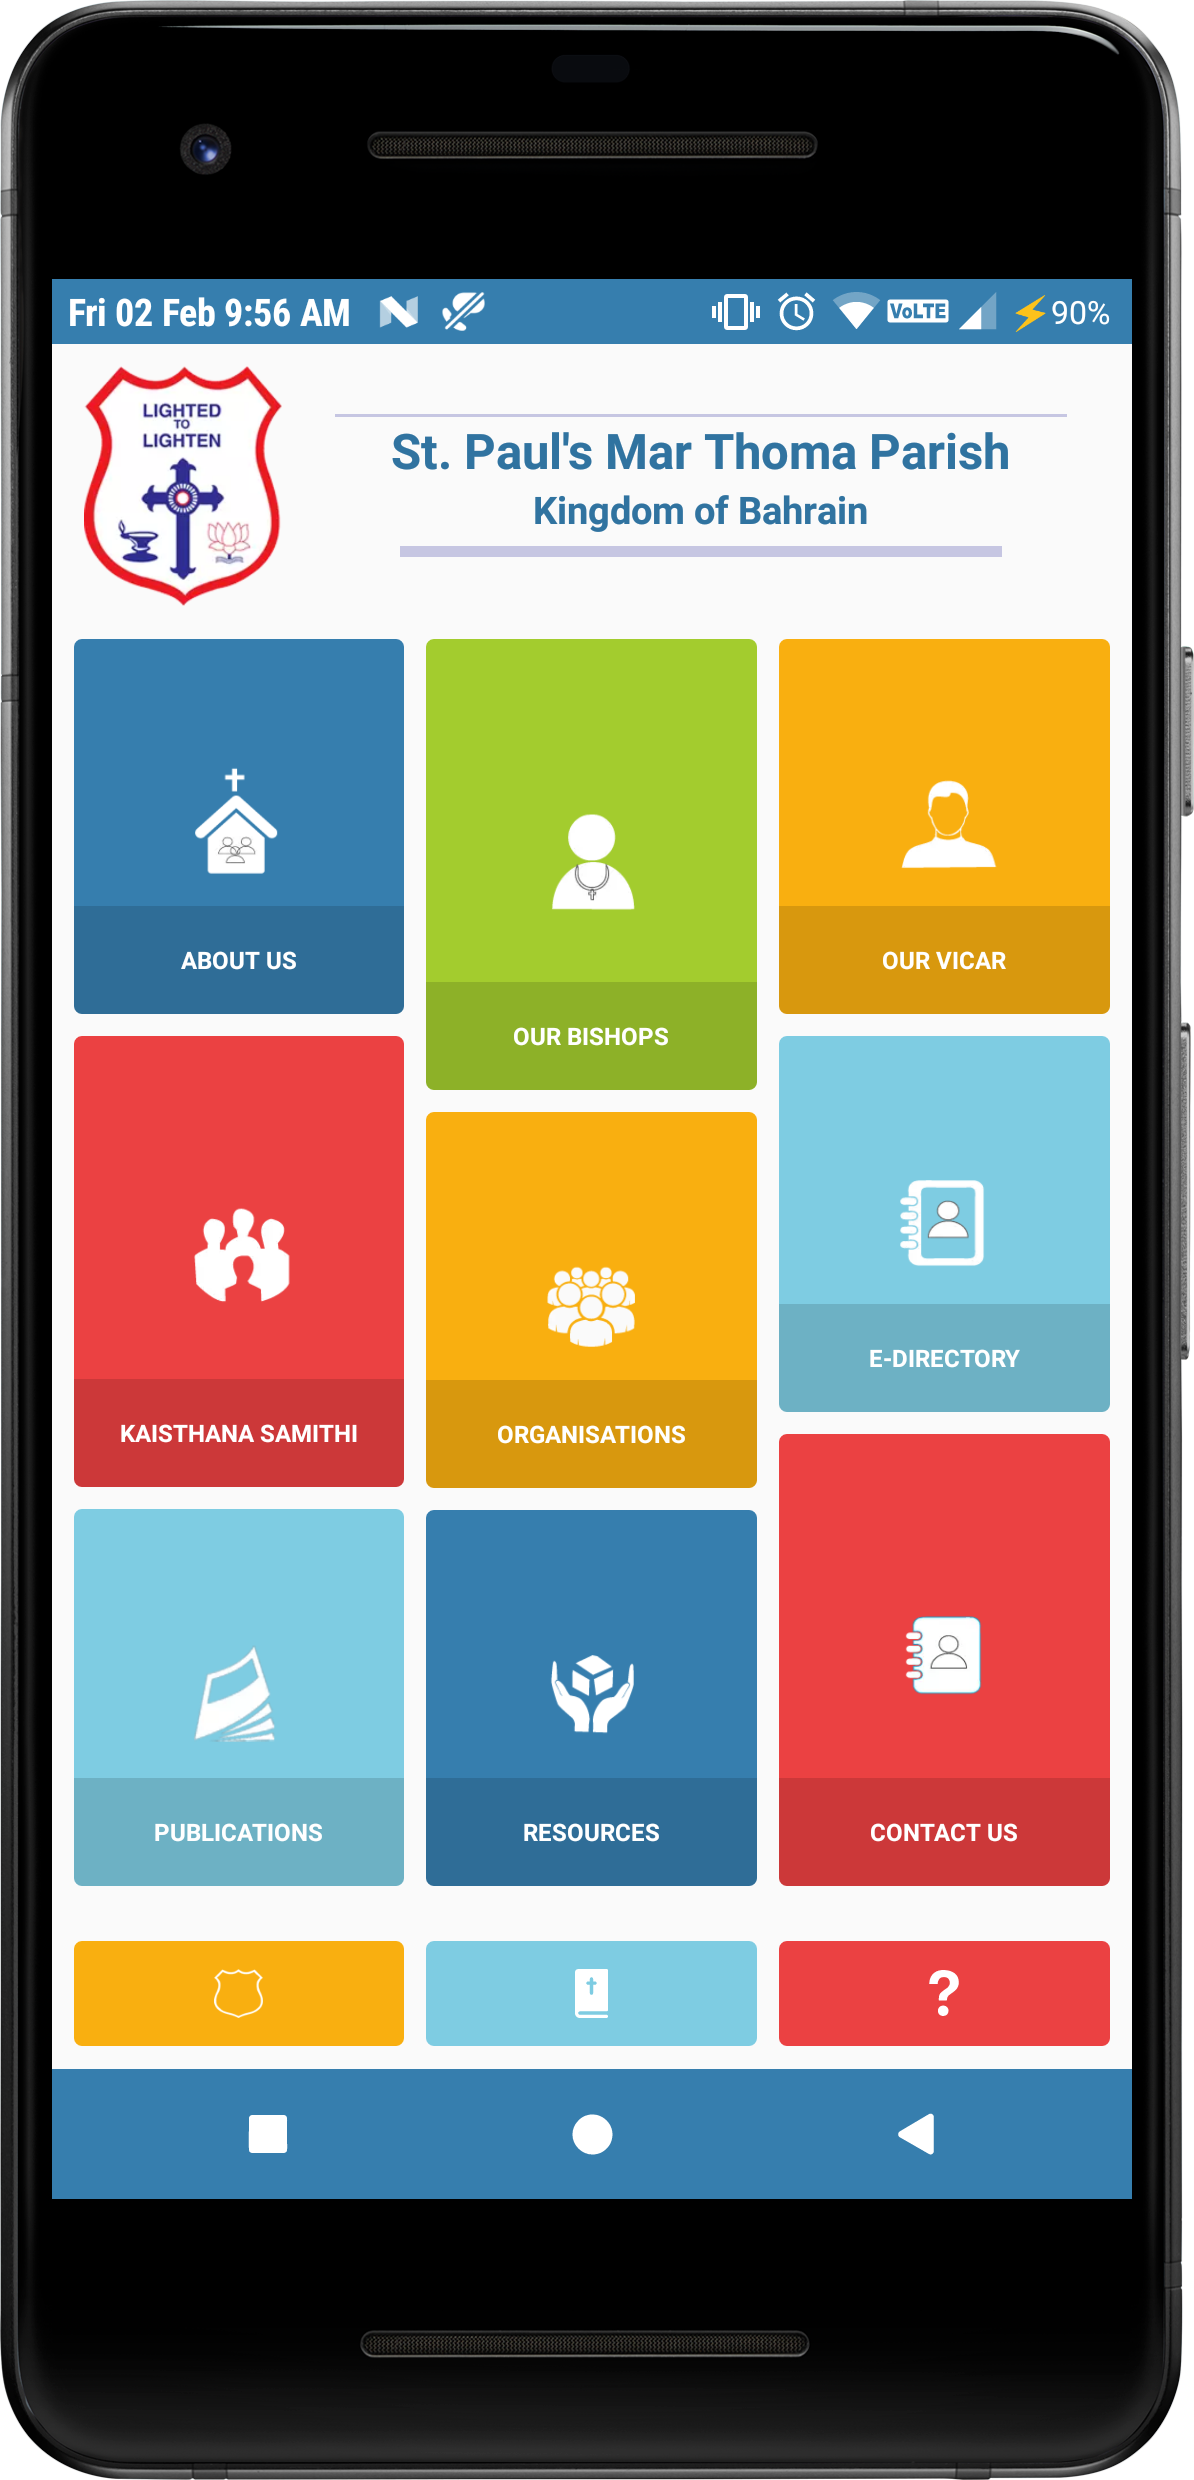 Fri 02 Feb 9:56 AM
VoLTE
90%
LIGHTED
TO
LIGHTEN
St. Paul's Mar Thoma Parish
Kingdom of Bahrain
ABOUT US
OUR BISHOPS
OUR VICAR
KAISTHANA SAMITHI
ORGANISATIONS
E-DIRECTORY
PUBLICATIONS
RESOURCES
CONTACT US
?